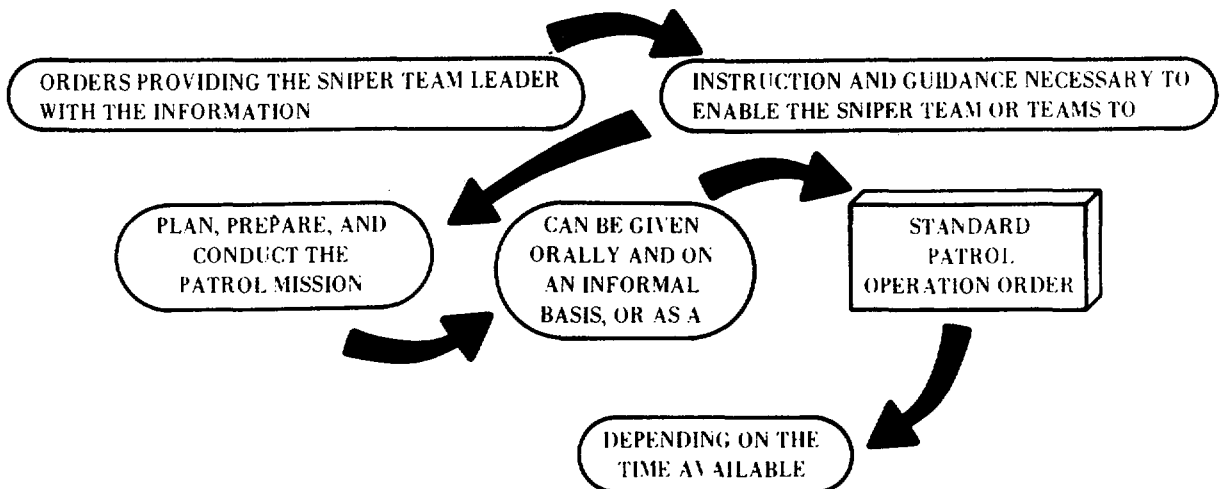 ORDERS PROVIDING THE SNIPER TEAM LEADER
WITH THE INFORMATION
INSTRUCTION AND GUIDANCE NECESSARY TO
ENABLE THE SNIPER TEAM OR TEAMS TO
PLAN, PREPARE, AND
CONDUCT THE
PATROL MISSION
CAN BE GIVEN
ORALLY AND ON
AN INFORMAL
BASIS, OR AS A
STANDARD
PATROL
OPERATION ORDER
DEPENDING ON THE
TIME AVAILABLE